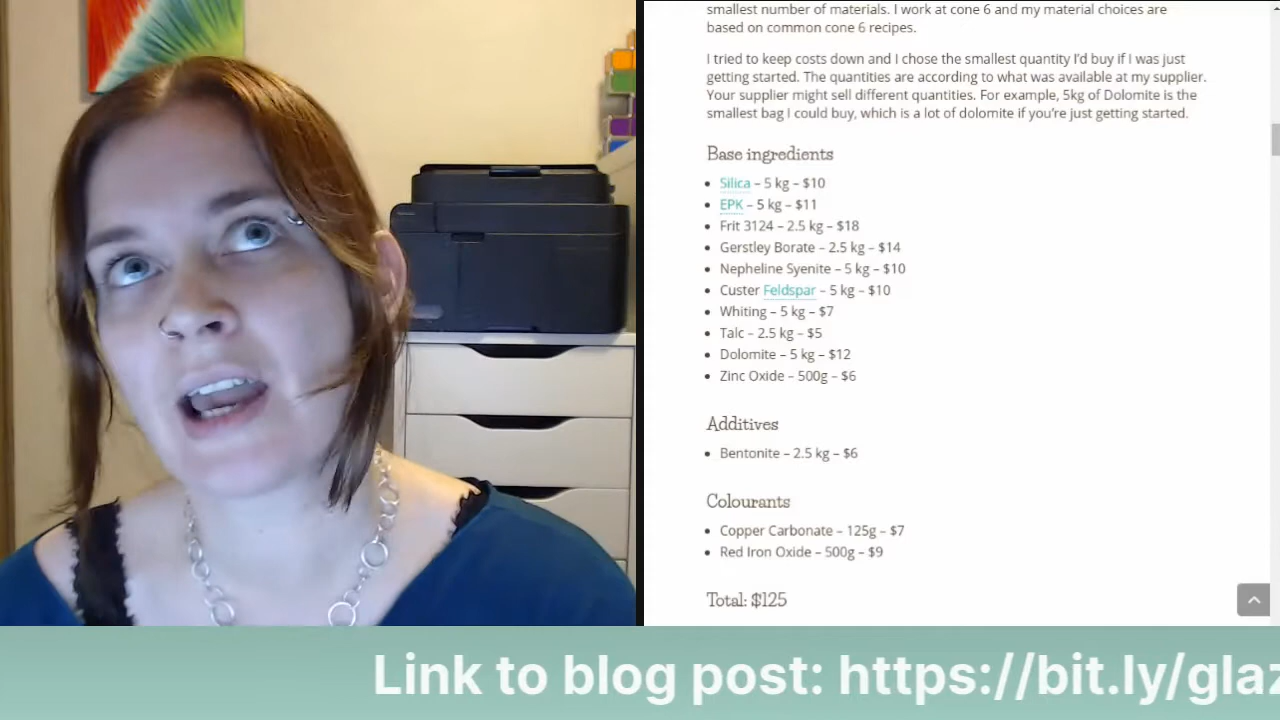 smallest number of materials. I work at cone 6 and my material choices are
based on common cone 6 recipes.
I tried to keep costs down and I chose the smallest quantity I'd buy if I was just
getting started. The quantities are according to what was available at my supplier.
Your supplier might sell different quantities. For example, 5kg of Dolomite is the
smallest bag I could buy, which is a lot of dolomite if you're just getting started.
Base ingredients
• Silica – 5 kg – $10
• EPK – 5 kg – $11
• Frit 3124 – 2.5 kg – $18
• Gerstley Borate – 2.5 kg – $14
• Nepheline Syenite – 5 kg – $10
• Custer Feldspar – 5 kg – $10
• Whiting – 5 kg – $7
• Talc – 2.5 kg – $5
• Dolomite – 5 kg – $12
• Zinc Oxide – 500g – $6
Additives
• Bentonite – 2.5 kg – $6
Colourants
• Copper Carbonate – 125g – $7
• Red Iron Oxide – 500g – $9
Total: $125
Link to blog post: https://bit.ly/glaz